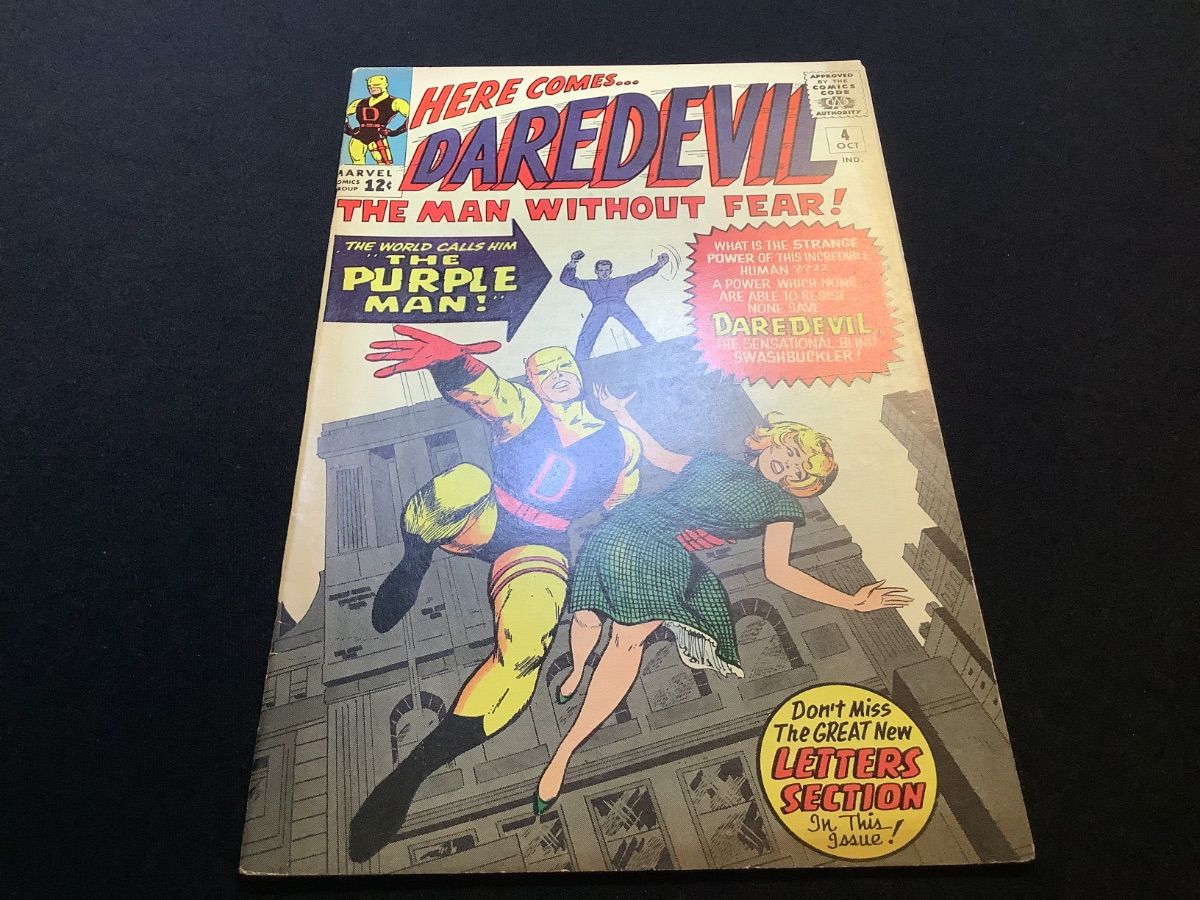 HERE COMES...
DAREDEVIL
THE MAN WITHOUT FEAR!
APPROVED
BY THE
COMICS
CODE
CA
AUTHORITY
4
OCT
IND.
D
MARVEL
COMICS
GROUP
12¢
THE WORLD CALLS HIM
"THE
PURPLE
MAN!"
WHAT IS THE STRANGE
POWER OF THIS INCREDIBLE
HUMAN ????
A POWER WHICH NONE
ARE ABLE TO RESIST
NONE SAVE
DAREDEVIL,
THE SENSATIONAL BLIND
SWASHBUCKLER!
D
Don't Miss
The GREAT New
LETTERS
SECTION
In This
Issue!